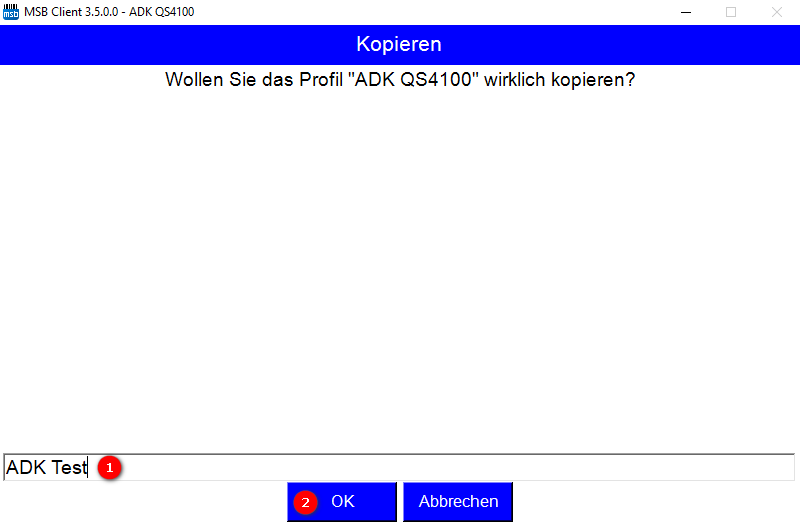 msb MSB Client 3.5.0.0 - ADK QS4100
Kopieren
Wollen Sie das Profil "ADK QS4100" wirklich kopieren?
ADK Test 1
2 OK Abbrechen